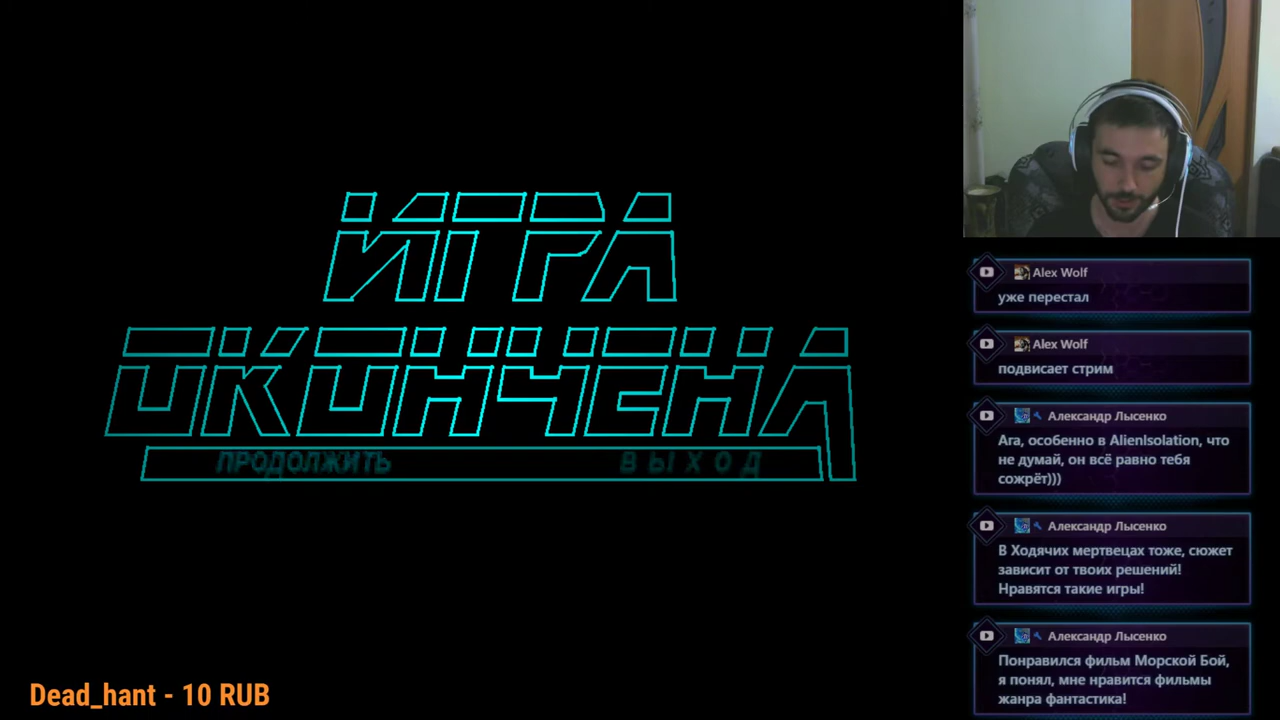 ИГРА
ОКОНЧЕНА
ПРОДОЛЖИТЬ
ВЫХОД
Dead_hant - 10 RUB
Alex Wolf
уже перестал
Alex Wolf
подвисает стрим
Александр Лысенко
Ага, особенно в AlienIsolation, что
не думай, он всё равно тебя
сожрёт)))
Александр Лысенко
В Ходячих мертвецах тоже, сюжет
зависит от твоих решений!
Нравятся такие игры!
Александр Лысенко
Понравился фильм Морской Бой,
я понял, мне нравится фильмы
жанра фантастика!